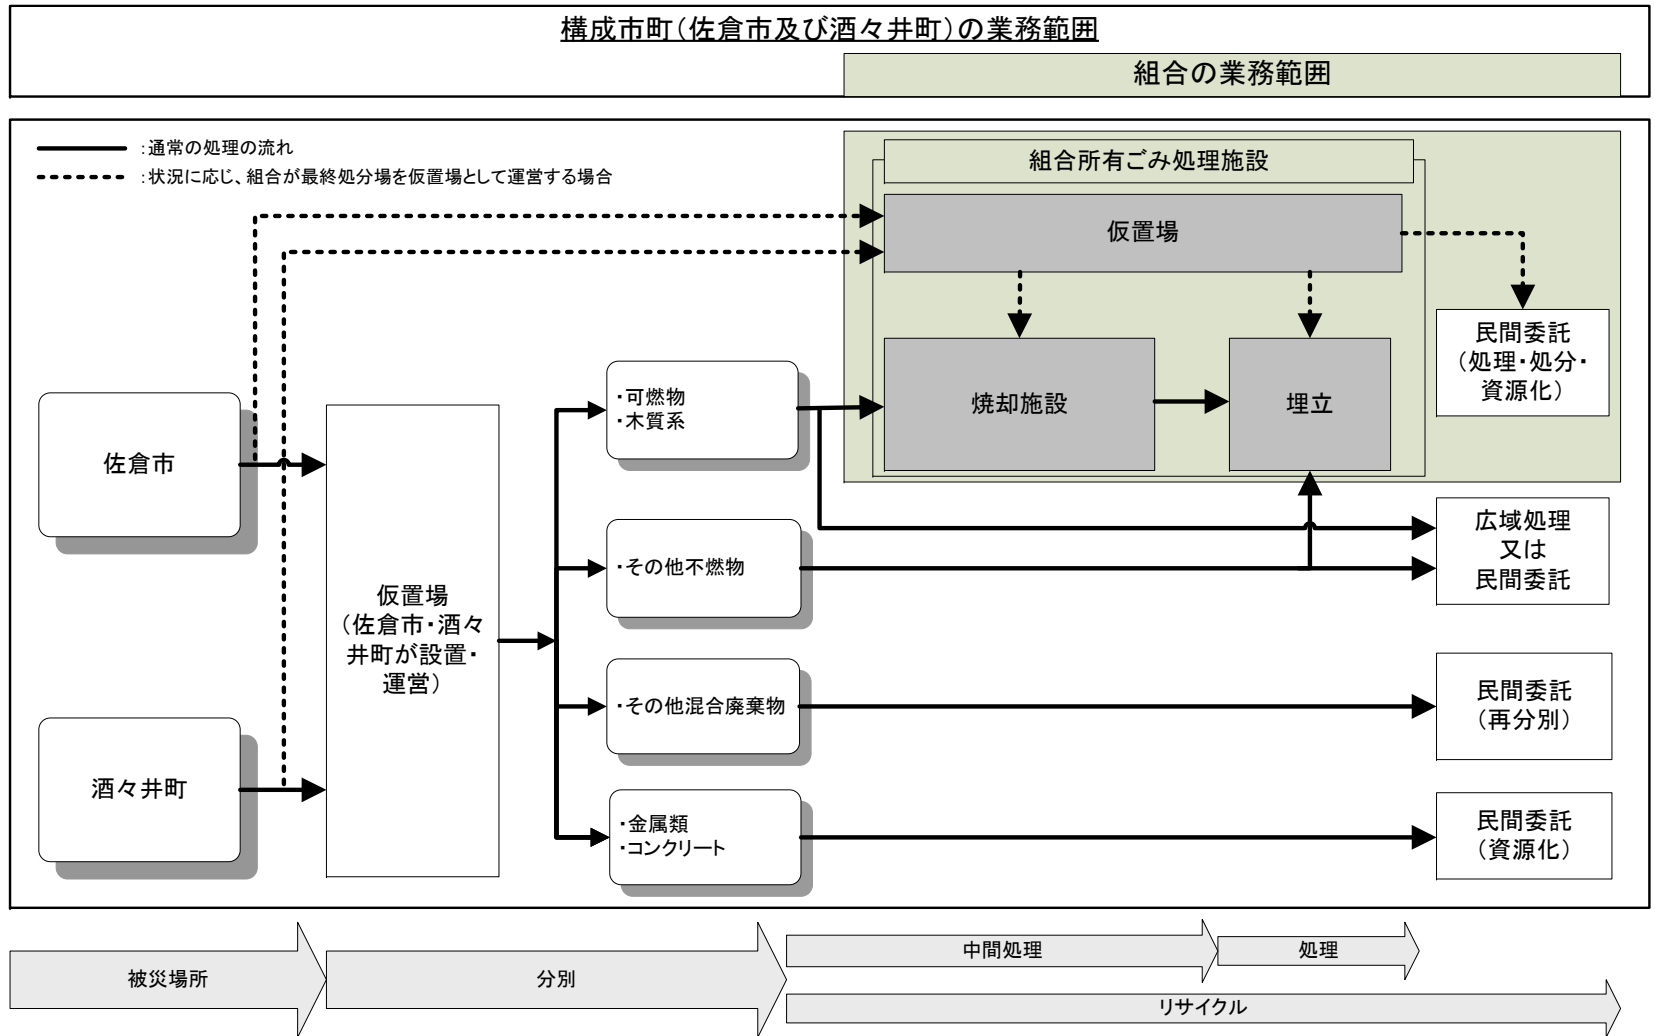 構成市町（佐倉市及び酒々井町）の業務範囲
組合の業務範囲
：通常の処理の流れ
：状況に応じ、組合が最終処分場を仮置場として運営する場合
組合所有ごみ処理施設
仮置場
民間委託
（処理・処分・
資源化）
焼却施設
埋立
・可燃物
・木質系
佐倉市
広域処理
又は
民間委託
・その他不燃物
仮置場
（佐倉市・酒々
井町が設置・
運営）
・その他混合廃棄物
民間委託
（再分別）
酒々井町
・金属類
・コンクリート
民間委託
（資源化）
被災場所
分別
中間処理
処理
リサイクル